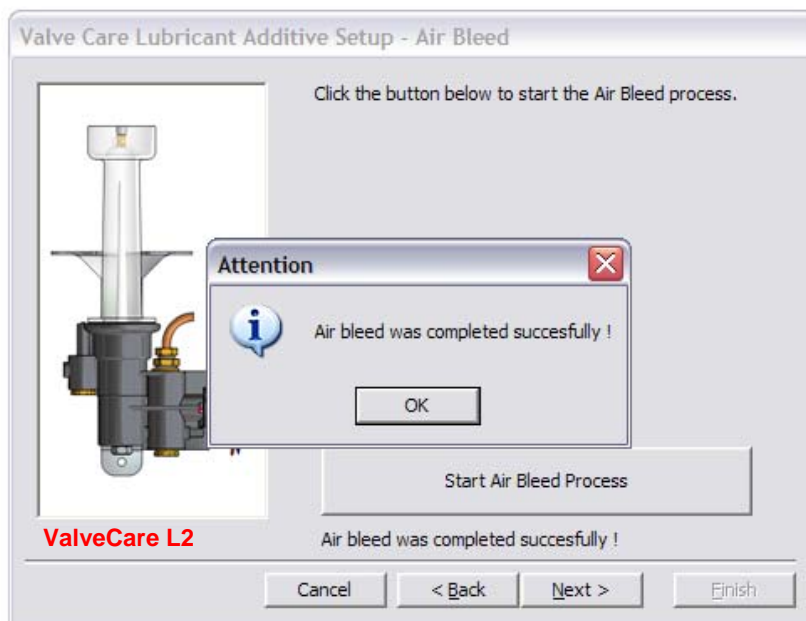 Valve Care Lubricant Additive Setup - Air Bleed
Click the button below to start the Air Bleed process.
Attention
Air bleed was completed succesfully !
OK
Start Air Bleed Process
ValveCare L2
Air bleed was completed succesfully !
Cancel
< Back
Next >
Finish